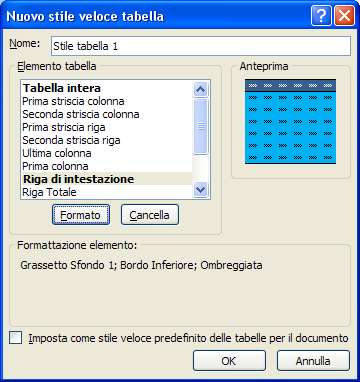 Nuovo stile veloce tabella
Nome: Stile tabella 1
Elemento tabella
Tabella intera
Prima striscia colonna
Seconda striscia colonna
Prima striscia riga
Seconda striscia riga
Ultima colonna
Prima colonna
Riga di intestazione
Riga Totale
Formato Cancella
Anteprima
Formattazione elemento:
Grassetto Sfondo 1; Bordo Inferiore; Ombreggiata
Imposta come stile veloce predefinito delle tabelle per il documento
OK Annulla